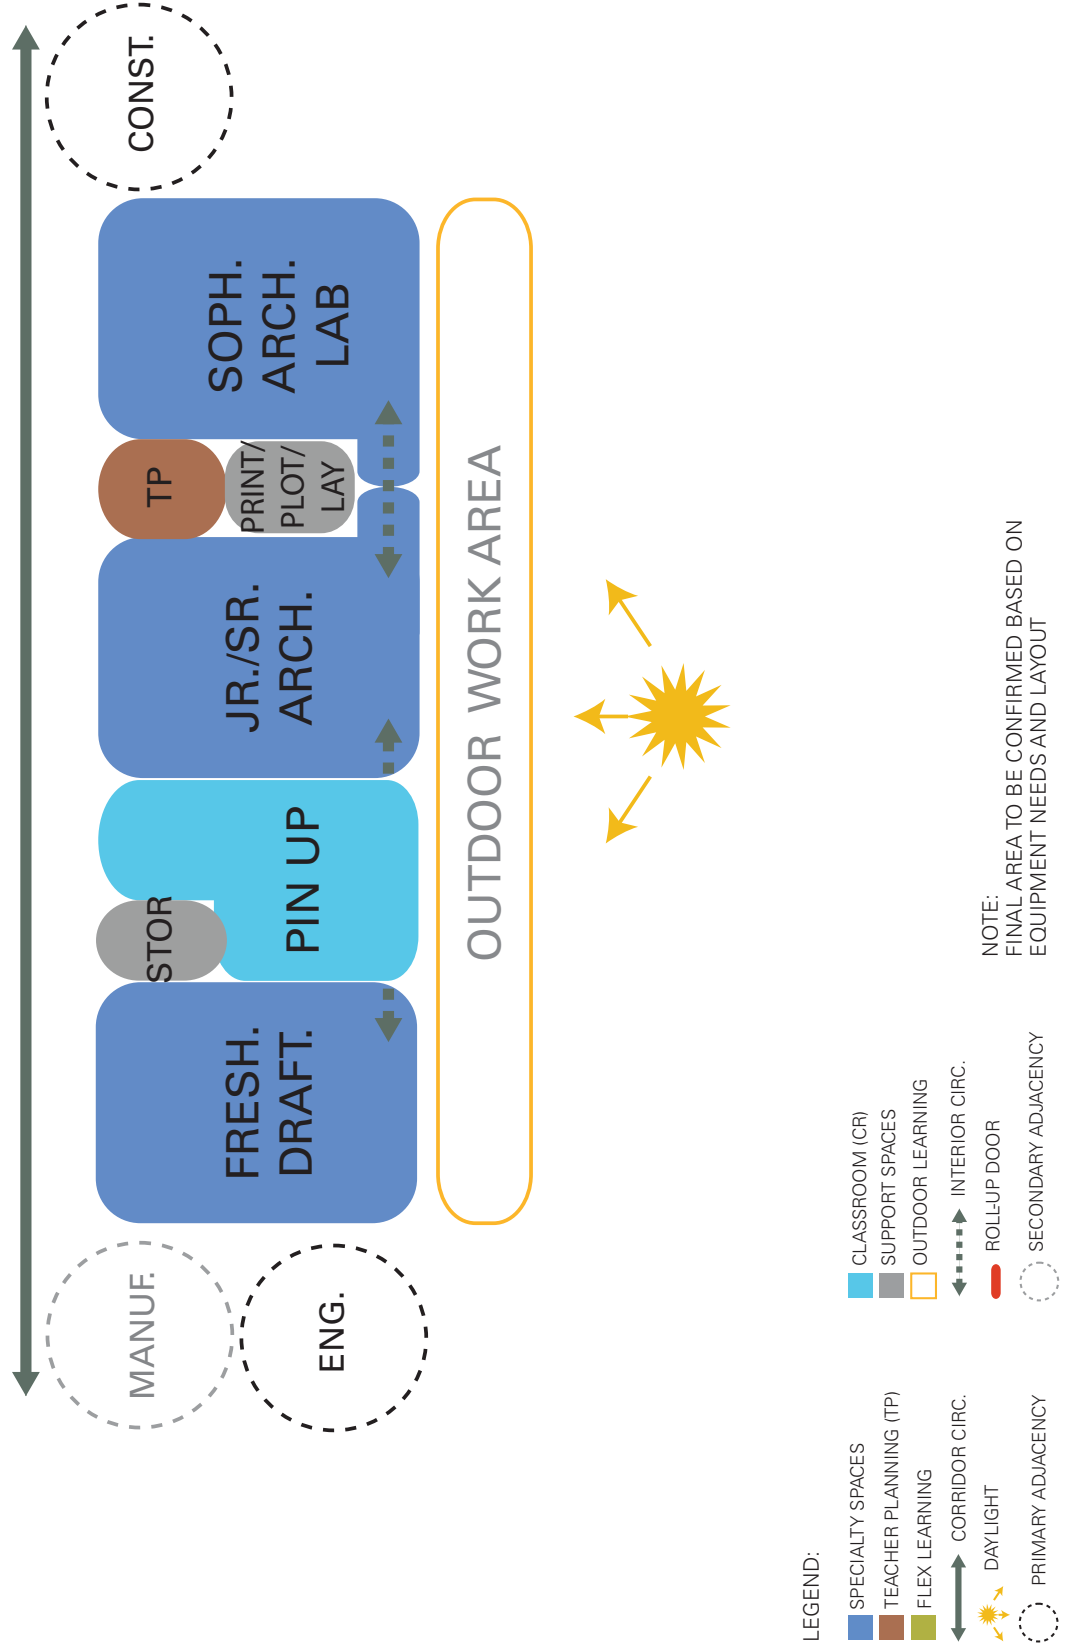 MANUF.
ENG.
FRESH.
DRAFT.
STOR
PIN UP
JR./SR.
ARCH.
TP
PRINT/
PLOT/
LAY
SOPH.
ARCH.
LAB
CONST.
OUTDOOR WORK AREA
LEGEND:
SPECIALTY SPACES
TEACHER PLANNING (TP)
FLEX LEARNING
CORRIDOR CIRC.
DAYLIGHT
PRIMARY ADJACENCY
CLASSROOM (CR)
SUPPORT SPACES
OUTDOOR LEARNING
INTERIOR CIRC.
ROLL-UP DOOR
SECONDARY ADJACENCY
NOTE:
FINAL AREA TO BE CONFIRMED BASED ON
EQUIPMENT NEEDS AND LAYOUT